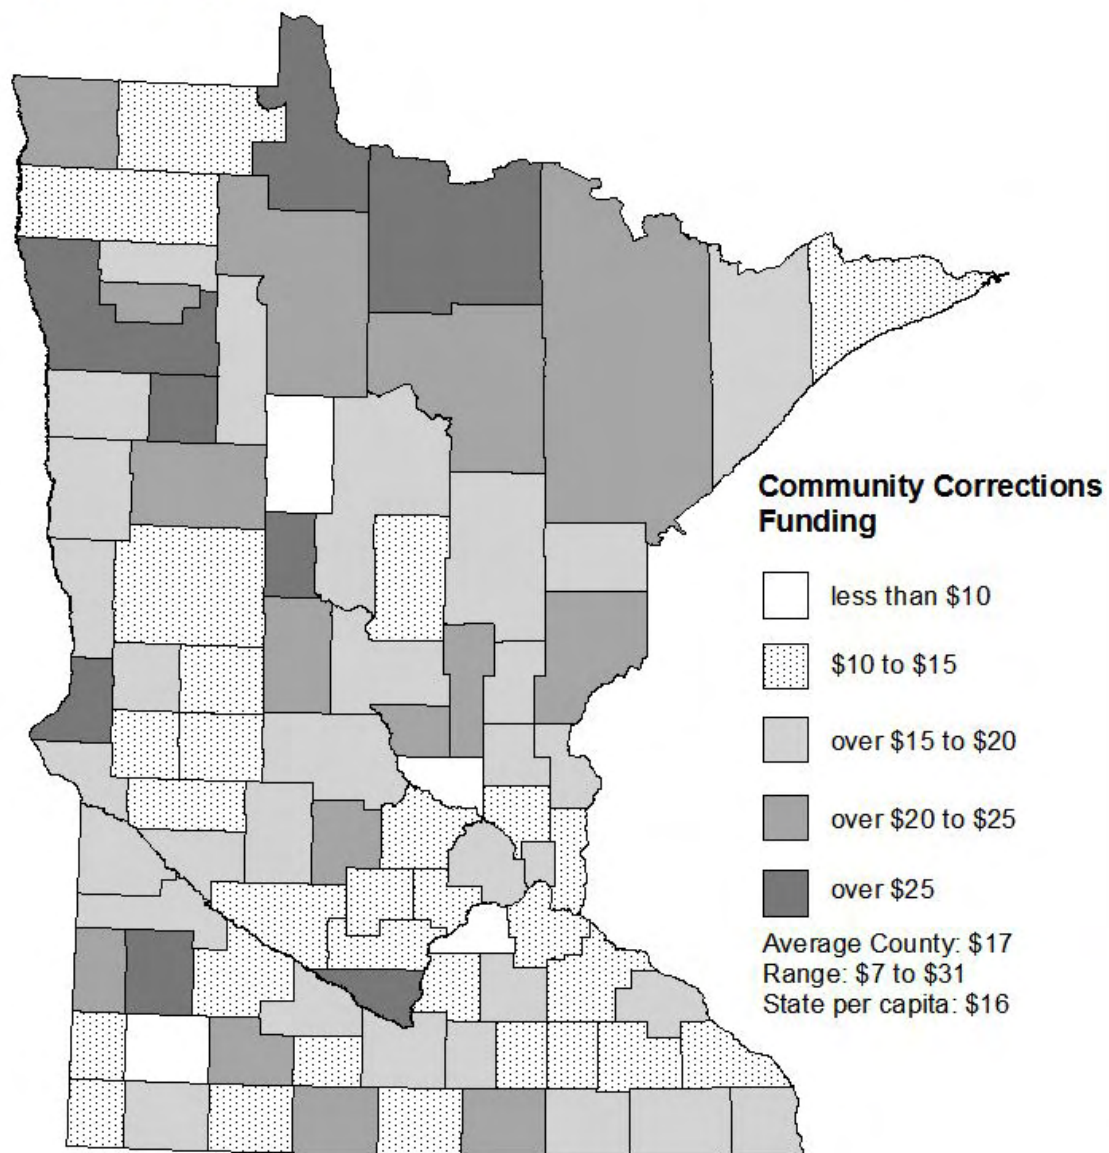 Community Corrections
Funding
less than $10
$10 to $15
over $15 to $20
over $20 to $25
over $25
Average County: $17
Range: $7 to $31
State per capita: $16